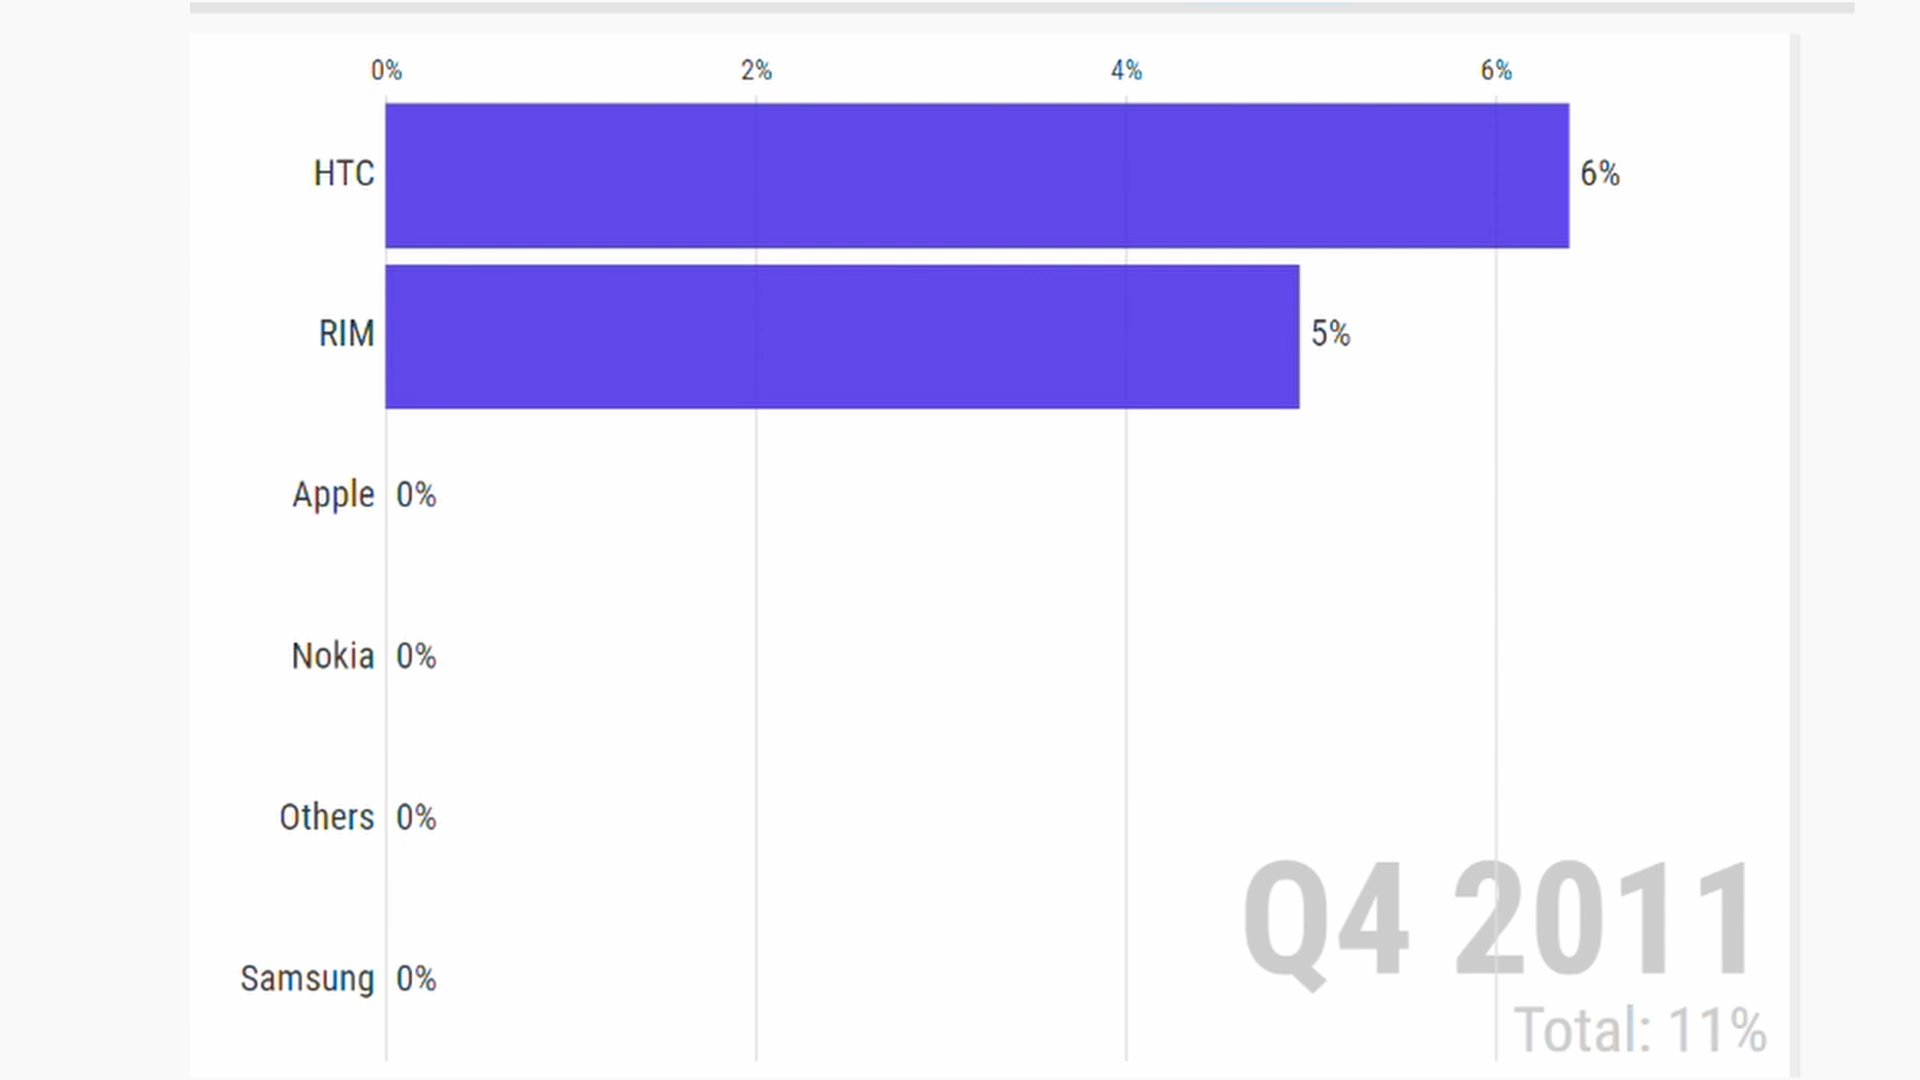 0% 2% 4% 6%
HTC 6%
RIM 5%
Apple 0%
Nokia 0%
Others 0%
Samsung 0%
Q4 2011
Total: 11%